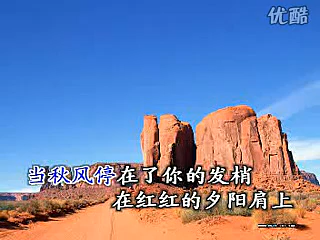 优酷
当秋风停在了你的发梢
在红红的夕阳肩上